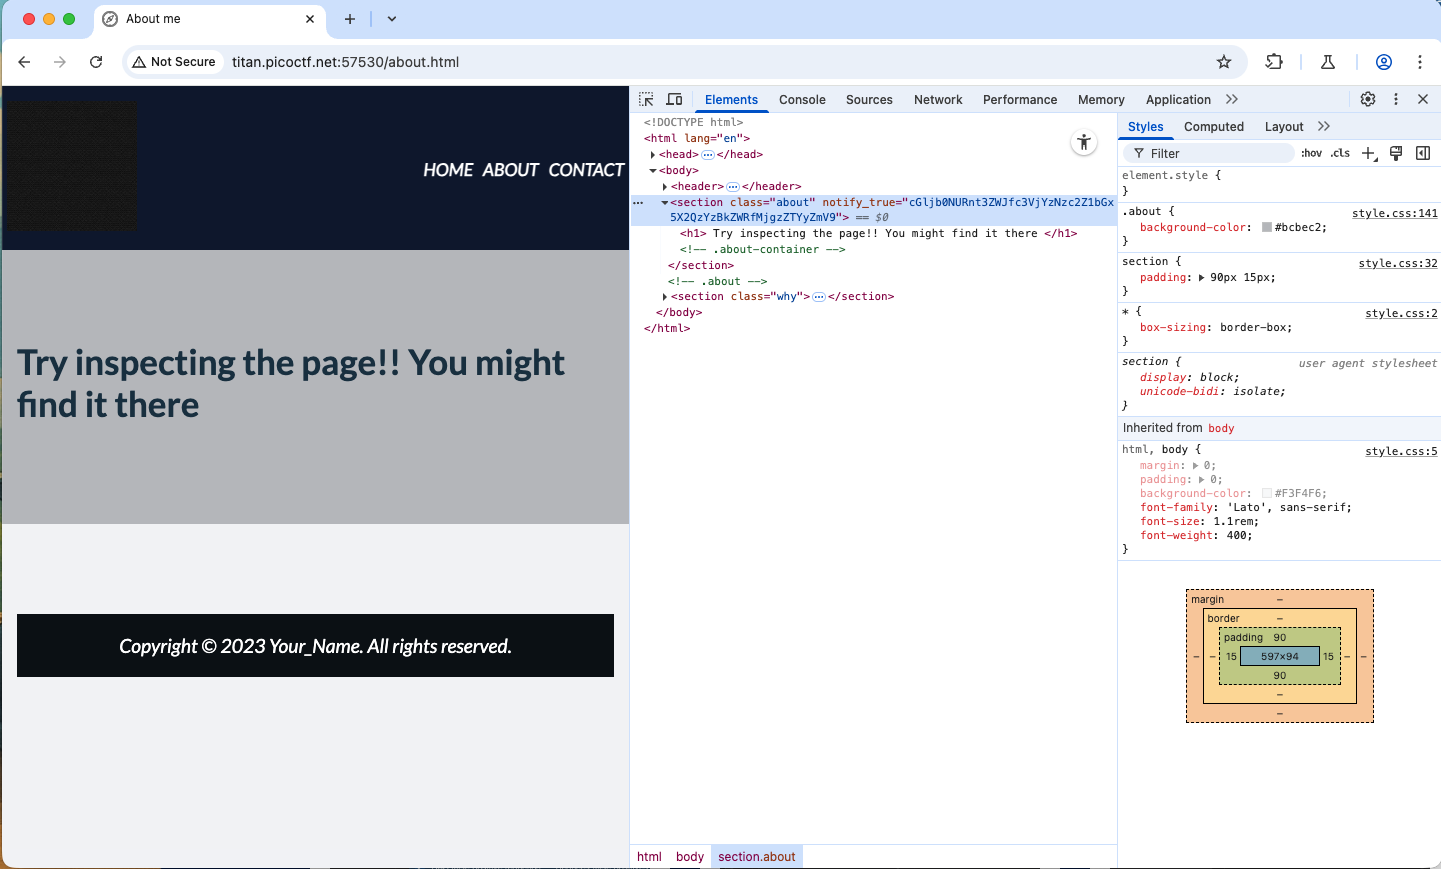 About me
Not Secure titan.picoctf.net:57530/about.html
HOME ABOUT CONTACT
Try inspecting the page!! You might
find it there
Copyright © 2023 Your_Name. All rights reserved.
Elements Console Sources Network Performance Memory Application
<!DOCTYPE html>
<html lang="en">
<head> … </head>
<body>
<header> … </header>
<section class="about" notify_true="cGljb0NURnt3ZWJfc3VjYzNzc2Z1bGx
5X2QzYzBkZWRfMjgzZTYyZmV9"> == $0
<h1> Try inspecting the page!! You might find it there </h1>
<!-- .about-container -->
</section>
<!-- .about -->
<section class="why"> … </section>
</body>
</html>
html body section.about
Styles Computed Layout
Filter :hov .cls
element.style {
}
.about { style.css:141
background-color: #bcbec2;
}
section { style.css:32
padding: 90px 15px;
}
* { style.css:2
box-sizing: border-box;
}
section { user agent stylesheet
display: block;
unicode-bidi: isolate;
}
Inherited from body
html, body { style.css:5
margin: 0;
padding: 0;
background-color: #F3F4F6;
font-family: 'Lato', sans-serif;
font-size: 1.1rem;
font-weight: 400;
}
margin –
border –
padding 90
– – 15 597×94 15 – –
90
–
–